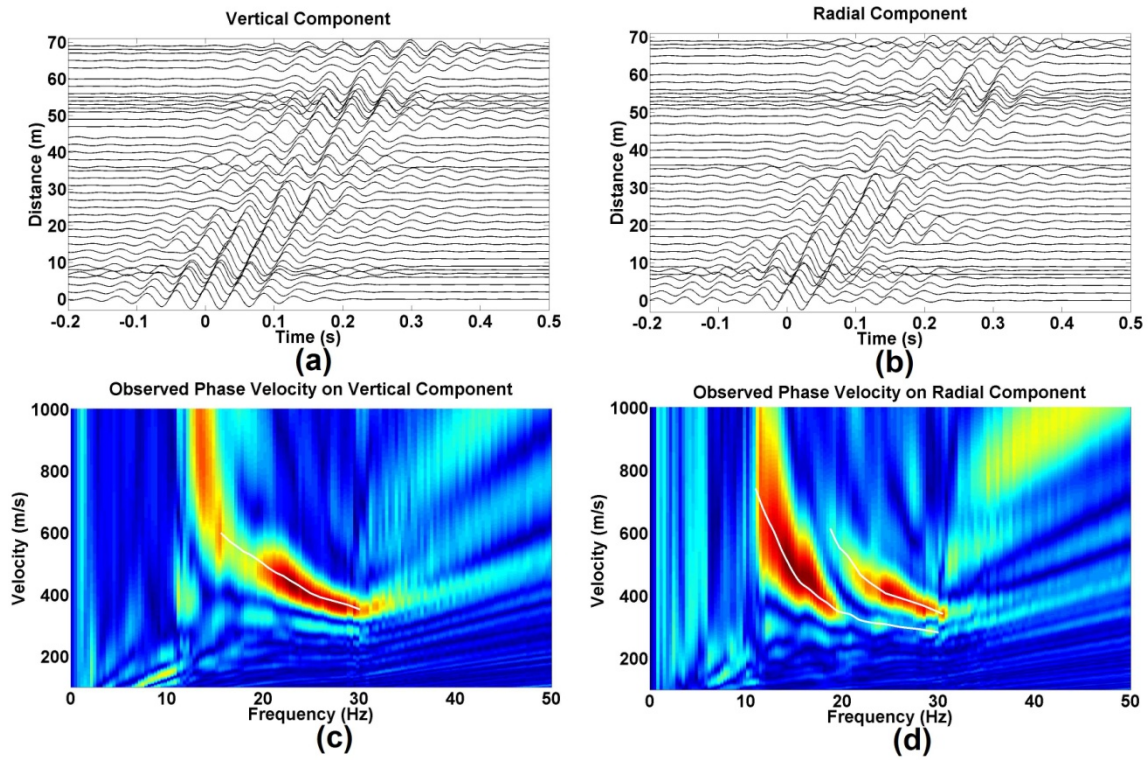 Vertical Component
70
60
50
40
30
20
10
0
Distance (m)
-0.2 -0.1 0 0.1 0.2 0.3 0.4 0.5
Time (s)
(a)
Radial Component
70
60
50
40
30
20
10
0
Distance (m)
-0.2 -0.1 0 0.1 0.2 0.3 0.4 0.5
Time (s)
(b)
Observed Phase Velocity on Vertical Component
1000
800
600
400
200
Velocity (m/s)
0 10 20 30 40 50
Frequency (Hz)
(c)
Observed Phase Velocity on Radial Component
1000
800
600
400
200
Velocity (m/s)
0 10 20 30 40 50
Frequency (Hz)
(d)